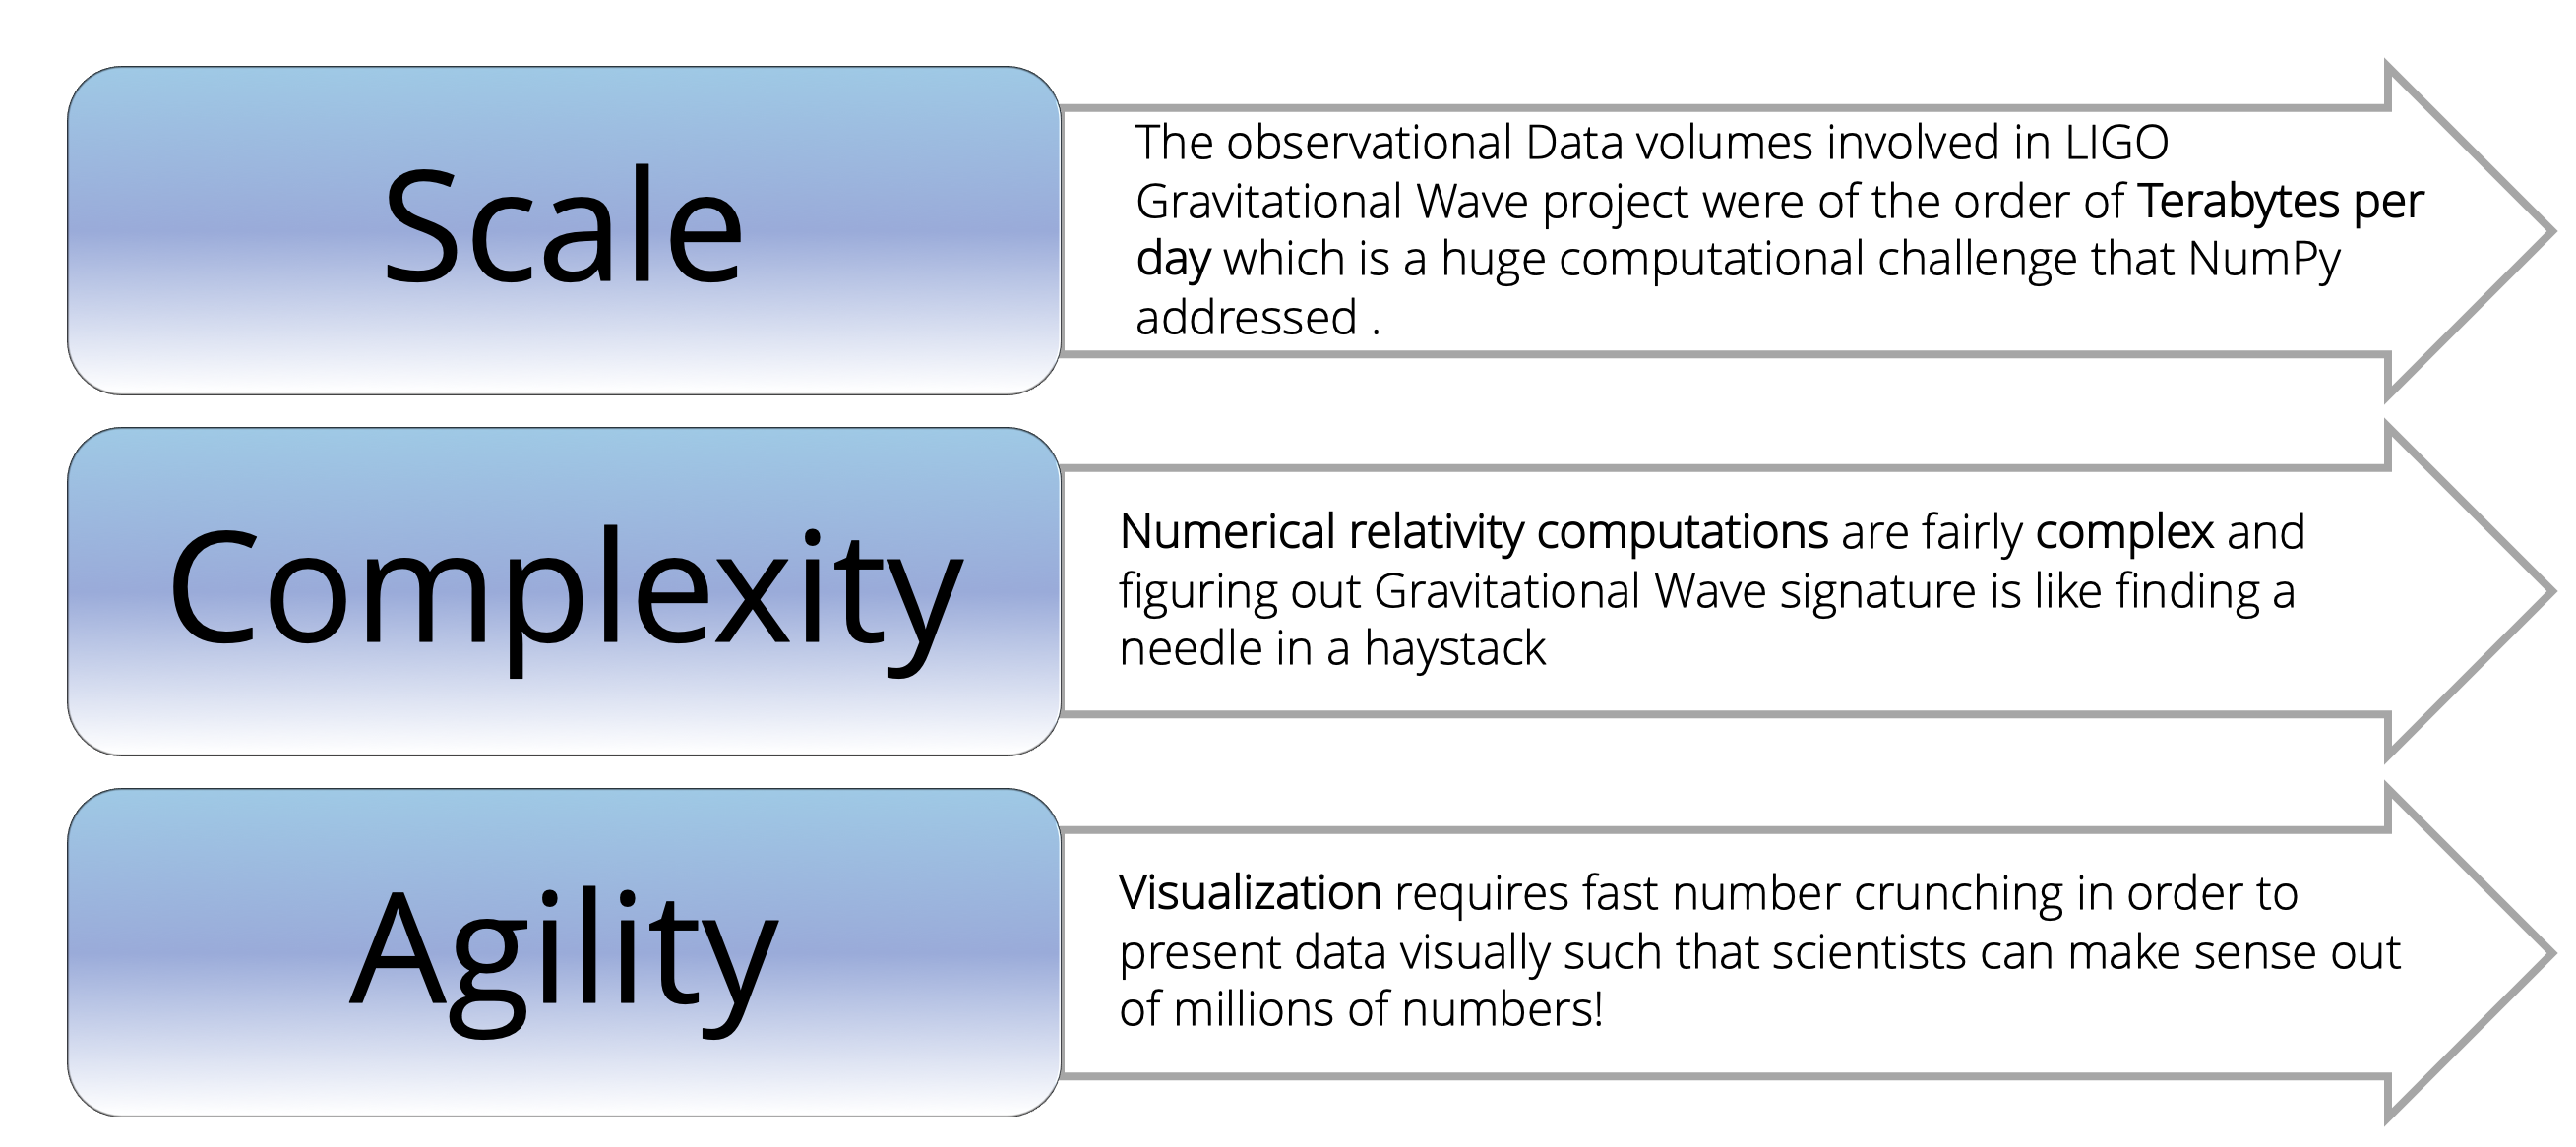 Scale
The observational Data volumes involved in LIGO
Gravitational Wave project were of the order of Terabytes per
day which is a huge computational challenge that NumPy
addressed .
Complexity
Numerical relativity computations are fairly complex and
figuring out Gravitational Wave signature is like finding a
needle in a haystack
Agility
Visualization requires fast number crunching in order to
present data visually such that scientists can make sense out
of millions of numbers!